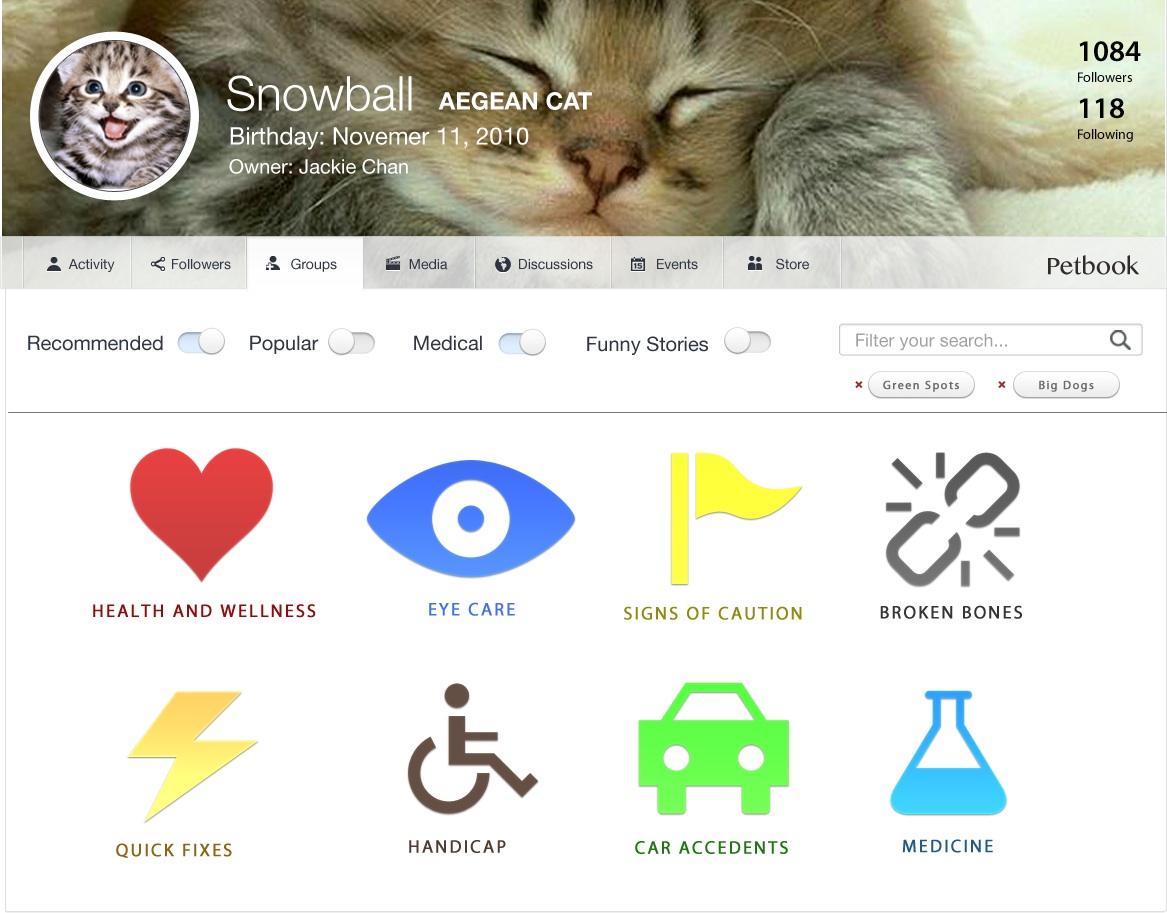 Snowball AEGEAN CAT
Birthday: Novemer 11, 2010
Owner: Jackie Chan
1084
Followers
118
Following
Activity Followers Groups Media Discussions 15 Events Store Petbook
Recommended Popular Medical Funny Stories Filter your search...
× Green Spots × Big Dogs
HEALTH AND WELLNESS EYE CARE SIGNS OF CAUTION BROKEN BONES
QUICK FIXES HANDICAP CAR ACCEDENTS MEDICINE